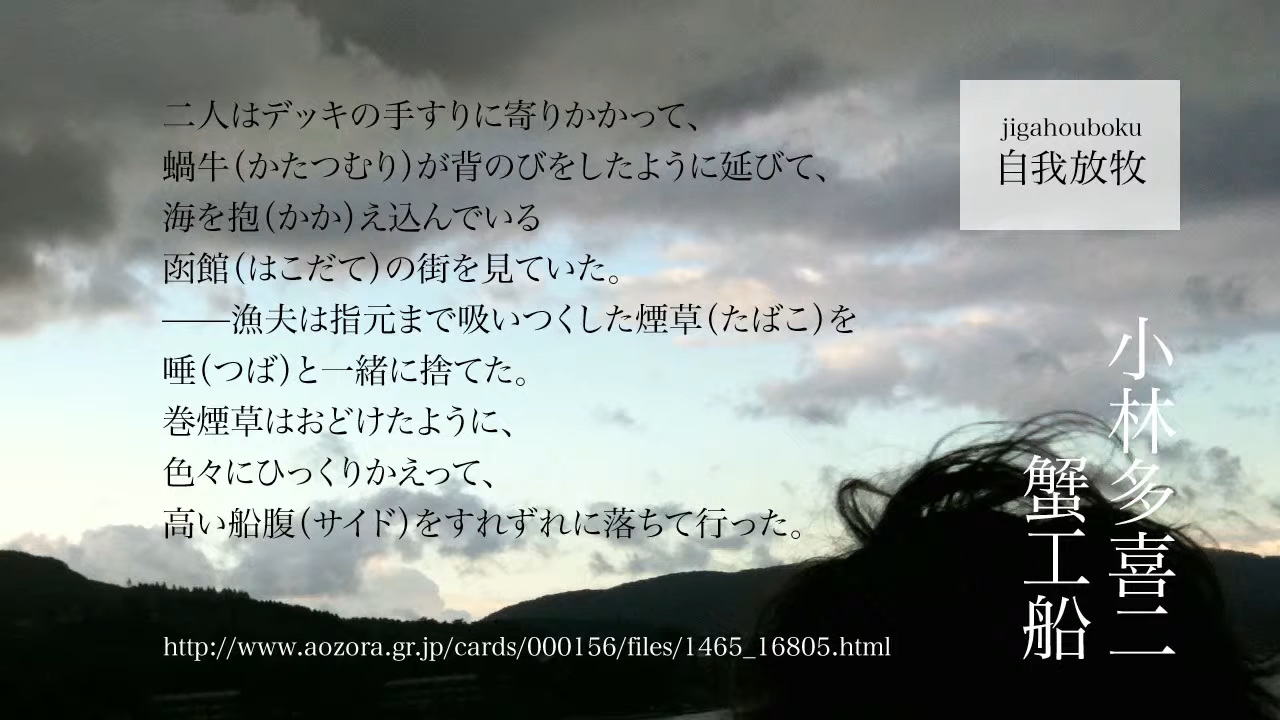 二人はデッキの手すりに寄りかかって、
蝸牛(かたつむり)が背のびをしたように延びて、
海を抱(かか)え込んでいる
函館(はこだて)の街を見ていた。
――漁夫は指元まで吸いつくした煙草(たばこ)を
唾(つば)と一緒に捨てた。
巻煙草はおどけたように、
色々にひっくりかえって、
高い船腹(サイド)をすれずれに落ちて行った。
http://www.aozora.gr.jp/cards/000156/files/1465_16805.html
jigahouboku
自我放牧
小林多喜二
蟹工船